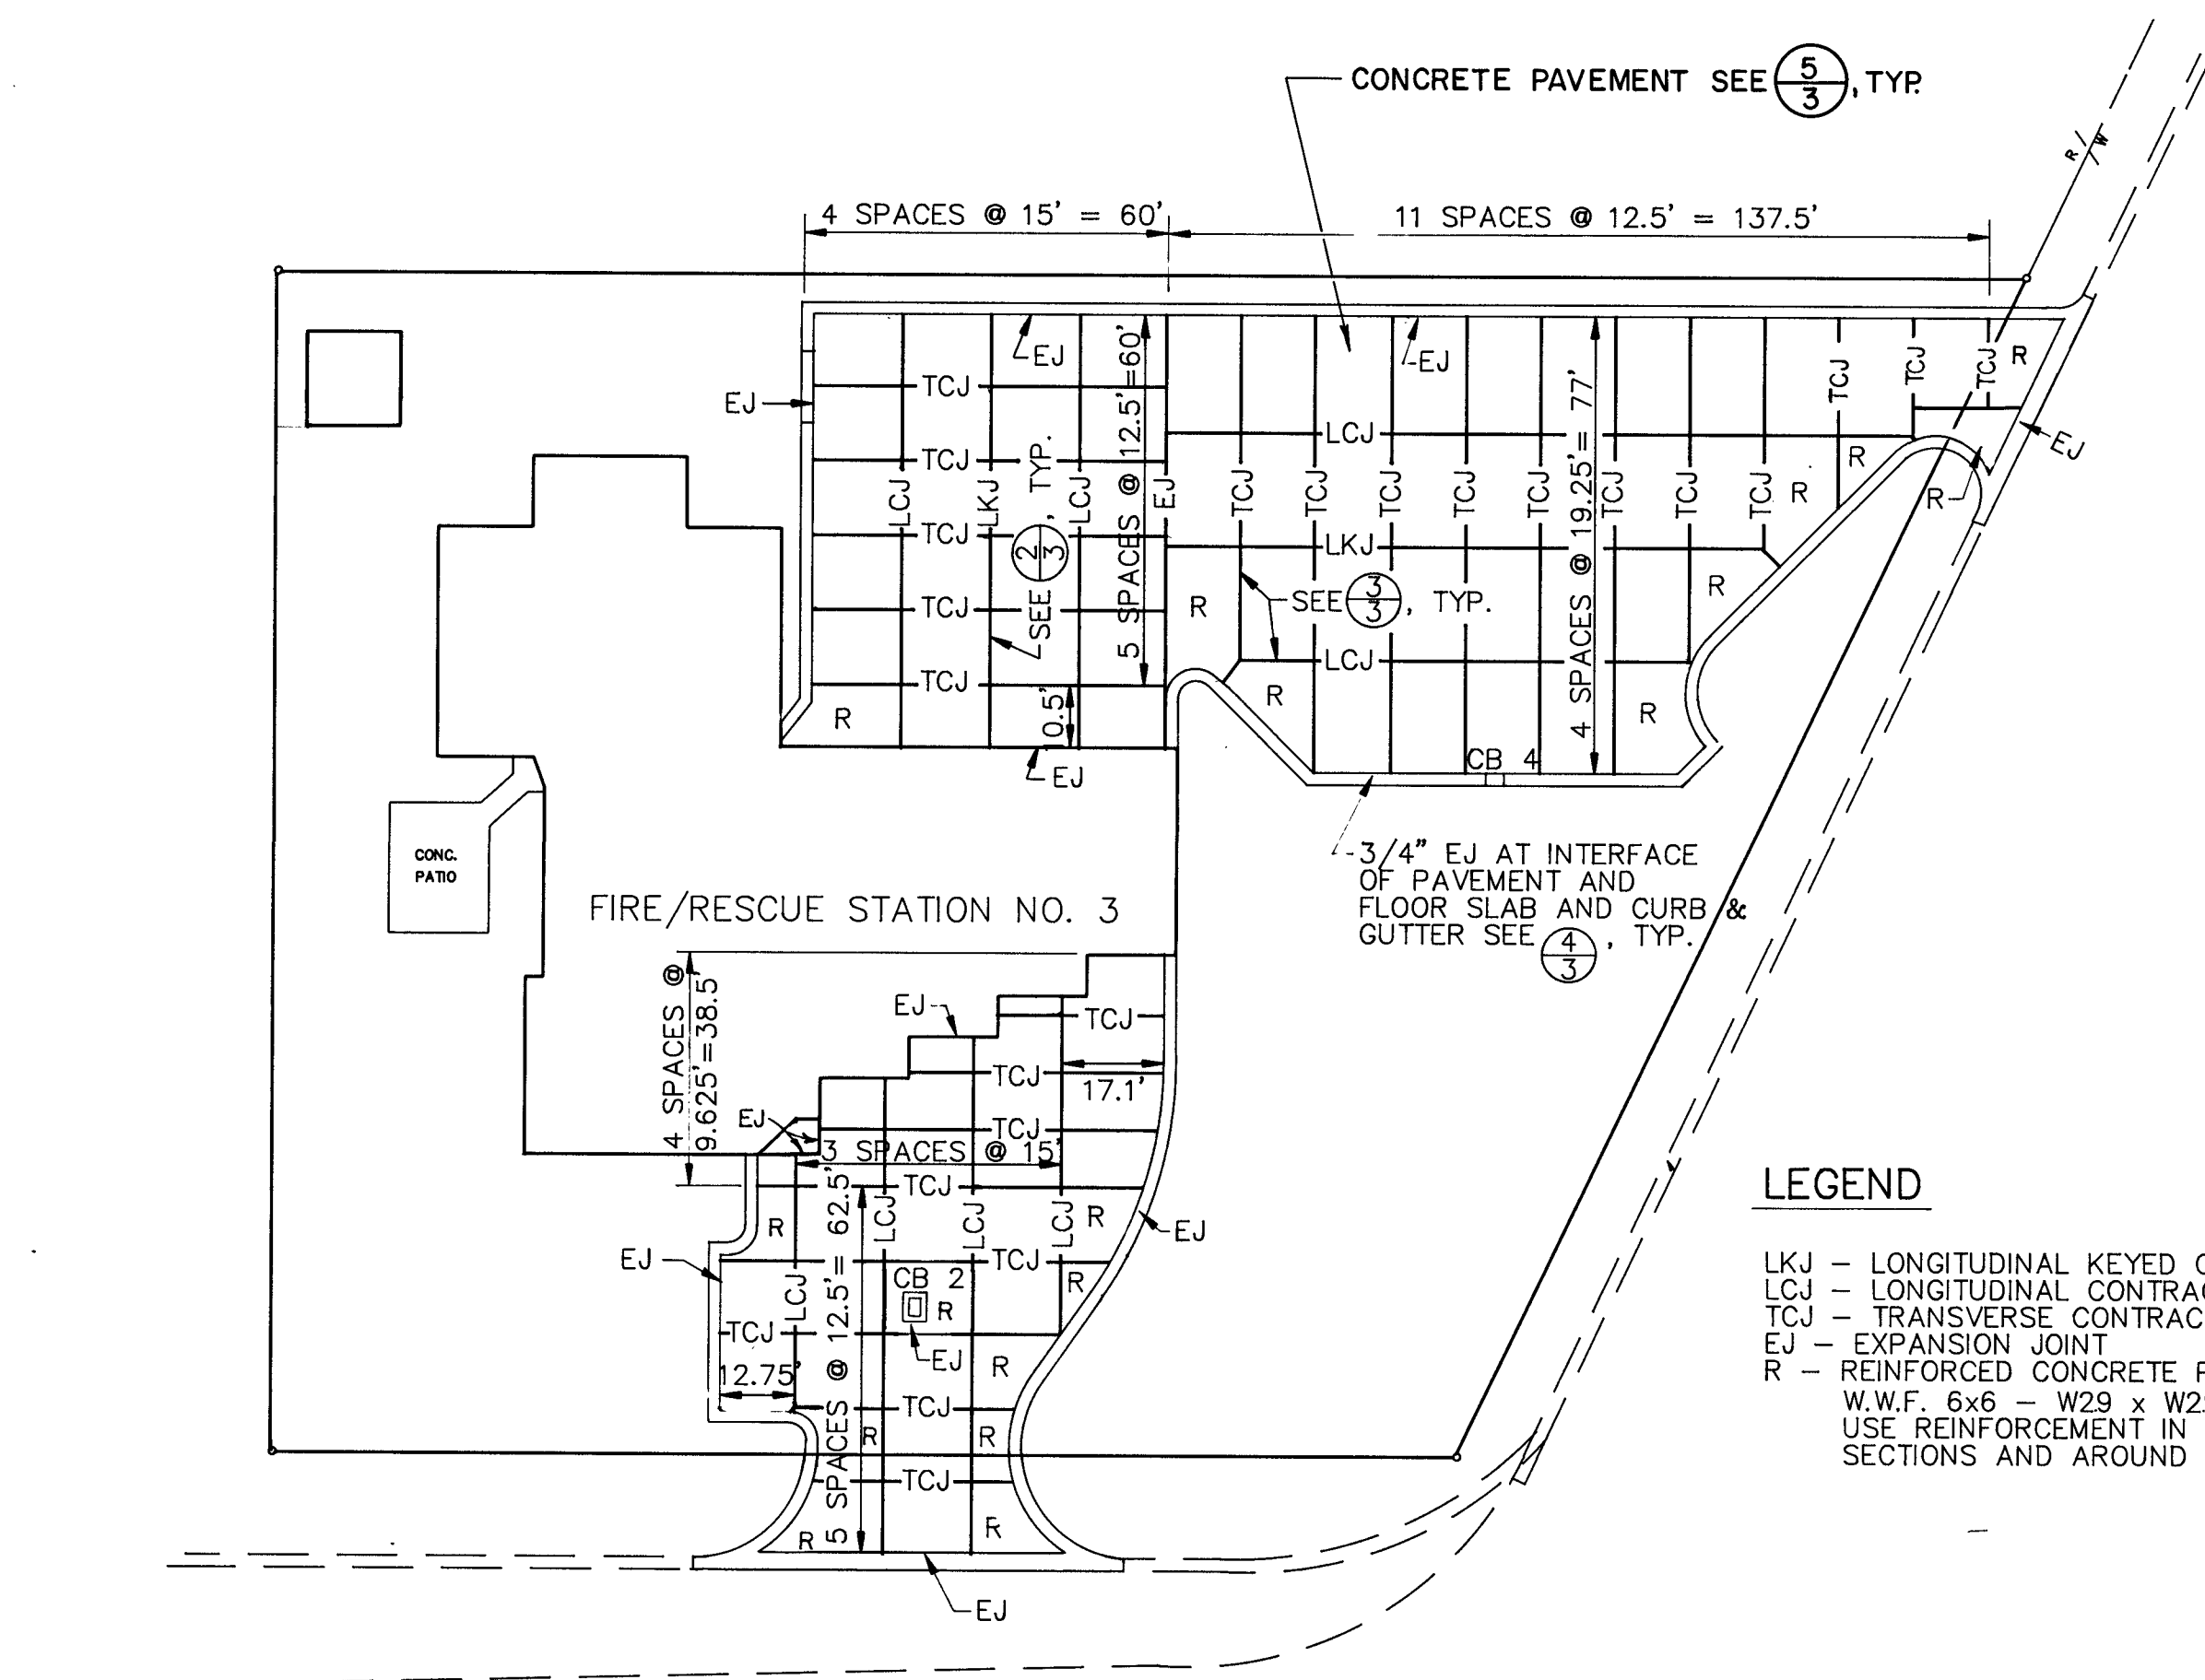 CONCRETE PAVEMENT SEE 5/3, TYP.
R/W
4 SPACES @ 15' = 60'
11 SPACES @ 12.5' = 137.5'
EJ
EJ
EJ
TCJ
TCJ
TCJ
TCJ
TCJ
LCJ
LKJ
LCJ
EJ
SEE 2/3, TYP.
5 SPACES @ 12.5'=60'
0.5'
R
EJ
TCJ
TCJ
TCJ
TCJ
TCJ
TCJ
TCJ
TCJ
TCJ
TCJ
TCJ
R
EJ
LCJ
LKJ
LCJ
R
R
R
R
R
R
R
SEE 3/3, TYP.
4 SPACES @ 19.25'= 77'
CB 4
3/4" EJ AT INTERFACE
OF PAVEMENT AND
FLOOR SLAB AND CURB &
GUTTER SEE 4/3, TYP.
CONC.
PATIO
FIRE/RESCUE STATION NO. 3
4 SPACES @
9.625'=38.5'
EJ
TCJ
TCJ
17.1'
EJ
TCJ
3 SPACES @ 15'
TCJ
R
LCJ
LCJ
LCJ
R
EJ
EJ
TCJ
CB 2
R
R
LCJ
TCJ
EJ
R
12.75'
5 SPACES @ 12.5'= 62.5'
TCJ
R
R
TCJ
R
R
EJ
LEGEND
LKJ – LONGITUDINAL KEYED
LCJ – LONGITUDINAL
TCJ – TRANSVERSE
EJ – EXPANSION JOINT
R – REINFORCED CONCRETE
W.W.F. 6x6 – W2.9 x
USE REINFORCEMENT IN
SECTIONS AND AROUND